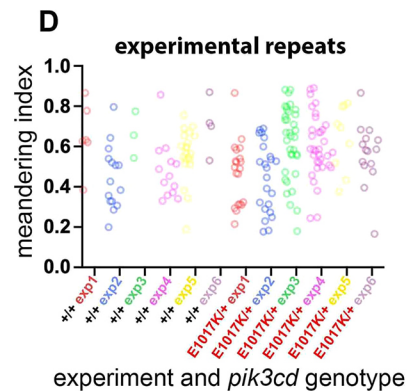 D
experimental repeats
meandering index
1.0
0.8
0.6
0.4
0.2
0.0
+/+ exp1
+/+ exp2
+/+ exp3
+/+ exp4
+/+ exp5
+/+ exp6
E1017K/+ exp1
E1017K/+ exp2
E1017K/+ exp3
E1017K/+ exp4
E1017K/+ exp5
E1017K/+ exp6
experiment and pik3cd genotype